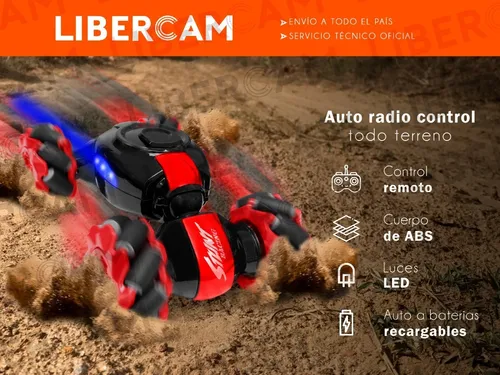 LIBERCAM
ENVÍO A TODO EL PAÍS
SERVICIO TÉCNICO OFICIAL
Auto radio control
todo terreno
Control
remoto
Cuerpo
de ABS
Luces
LED
Auto a baterías
recargables
STUNT